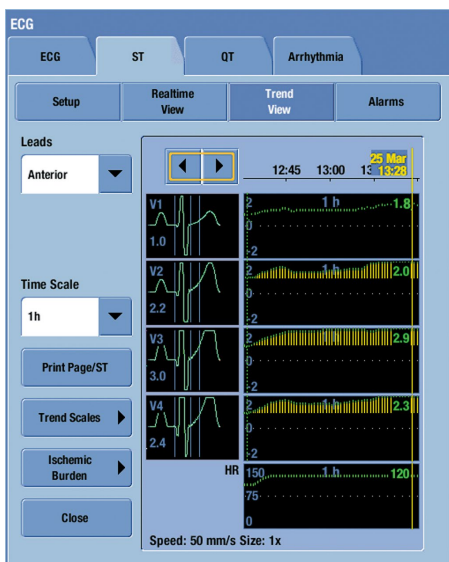 ECG
ECG ST QT Arrhythmia
Setup Realtime View Trend View Alarms
Leads
Anterior
25 Mar
12:45 13:00 13: 13:28
V1
1.0
2 1 h 1.8
0
-2
V2
2.2
2 1 h 2.0
0
-2
Time Scale
1h
V3
3.0
2 1 h 2.9
0
-2
Print Page/ST
V4
2.4
2 1 h 2.3
0
-2
Trend Scales
Ischemic
Burden
HR
150 1 h 120
75
0
Close
Speed: 50 mm/s Size: 1x